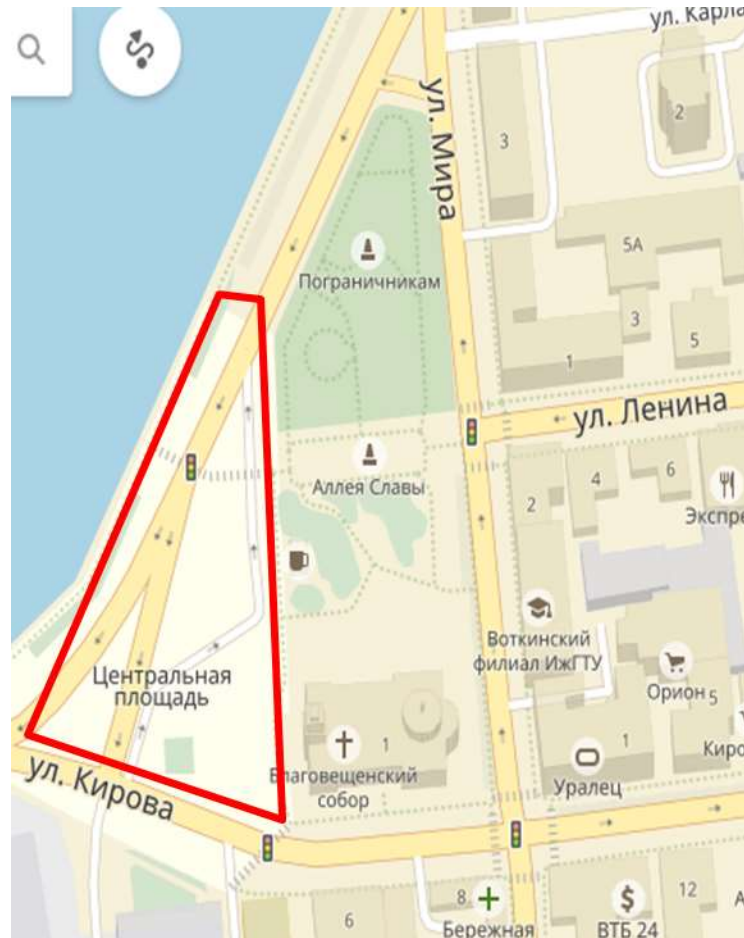 ул. Карла
ул. Мира
2
3
Пограничникам
5А
3
5
1
ул. Ленина
Аллея Славы
2
4
6
Экспре
Воткинский
филиал ИжГТУ
Центральная
площадь
Орион
5
1
1
Киро
Благовещенский
собор
Уралец
ул. Кирова
6
8
Бережная
$
ВТБ 24
12
А